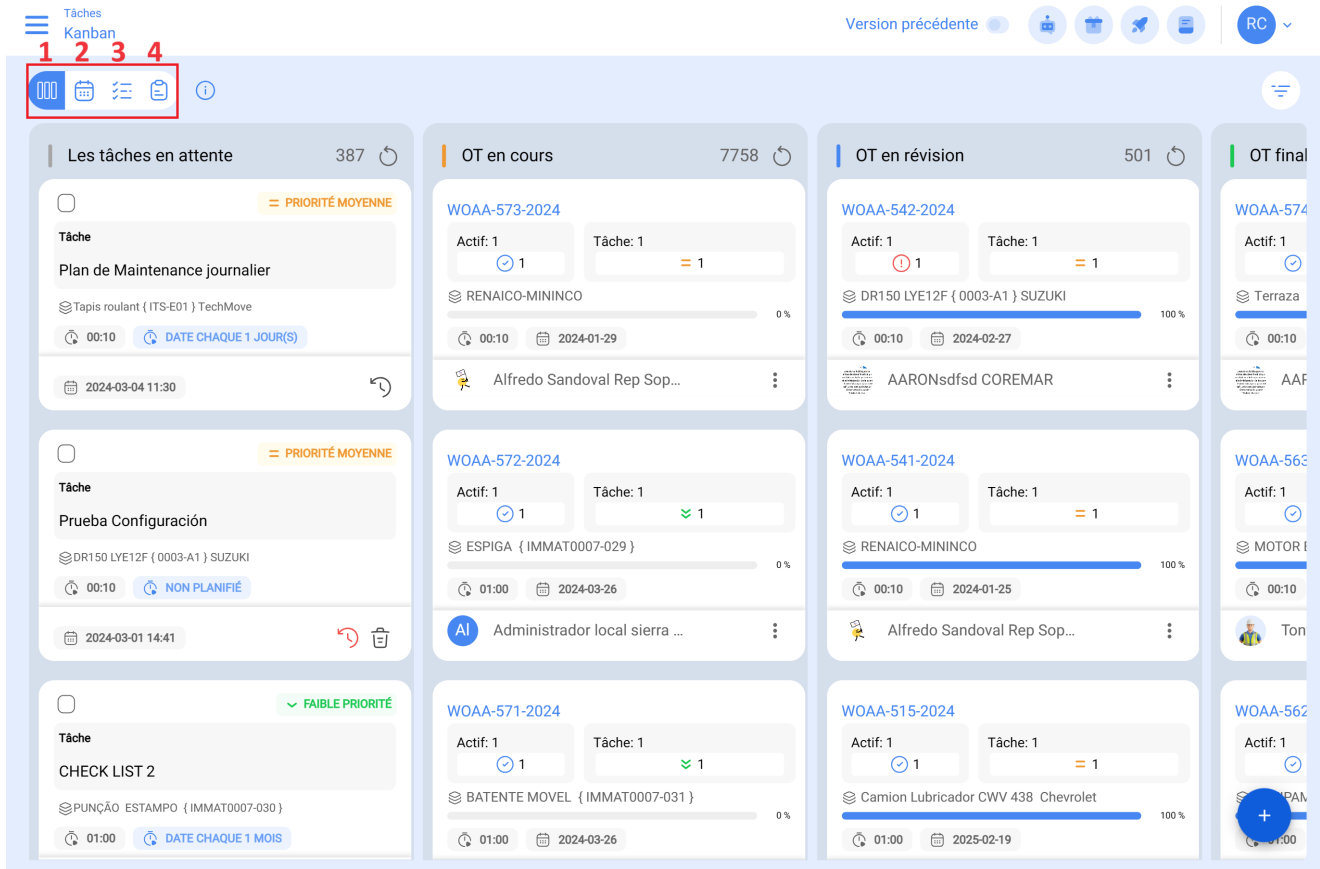 Tâches
Kanban
Version précédente
RC
1 2 3 4
Les tâches en attente 387
PRIORITÉ MOYENNE
Tâche
Plan de Maintenance journalier
Tapis roulant { ITS-E01 } TechMove
00:10 DATE CHAQUE 1 JOUR(S)
2024-03-04 11:30
PRIORITÉ MOYENNE
Tâche
Prueba Configuración
DR150 LYE12F { 0003-A1 } SUZUKI
00:10 NON PLANIFIÉ
2024-03-01 14:41
FAIBLE PRIORITÉ
Tâche
CHECK LIST 2
PUNÇÃO ESTAMPO { IMMAT0007-030 }
01:00 DATE CHAQUE 1 MOIS
OT en cours 7758
WOAA-573-2024
Actif: 1 Tâche: 1
1 1
RENAICO-MININCO
0 %
00:10 2024-01-29
Alfredo Sandoval Rep Sop...
WOAA-572-2024
Actif: 1 Tâche: 1
1 1
ESPIGA { IMMAT0007-029 }
0 %
01:00 2024-03-26
AI Administrador local sierra ...
WOAA-571-2024
Actif: 1 Tâche: 1
1 1
BATENTE MOVEL { IMMAT0007-031 }
0 %
01:00 2024-03-26
OT en révision 501
WOAA-542-2024
Actif: 1 Tâche: 1
1 1
DR150 LYE12F { 0003-A1 } SUZUKI
100 %
00:10 2024-02-27
AARONsdfsd COREMAR
WOAA-541-2024
Actif: 1 Tâche: 1
1 1
RENAICO-MININCO
100 %
00:10 2024-01-25
Alfredo Sandoval Rep Sop...
WOAA-515-2024
Actif: 1 Tâche: 1
1 1
Camion Lubricador CWV 438 Chevrolet
100 %
01:00 2025-02-19
OT final
WOAA-574
Actif: 1
Terraza
00:10
AAR
WOAA-563
Actif: 1
MOTOR
00:10
Ton
WOAA-562
Actif: 1
+